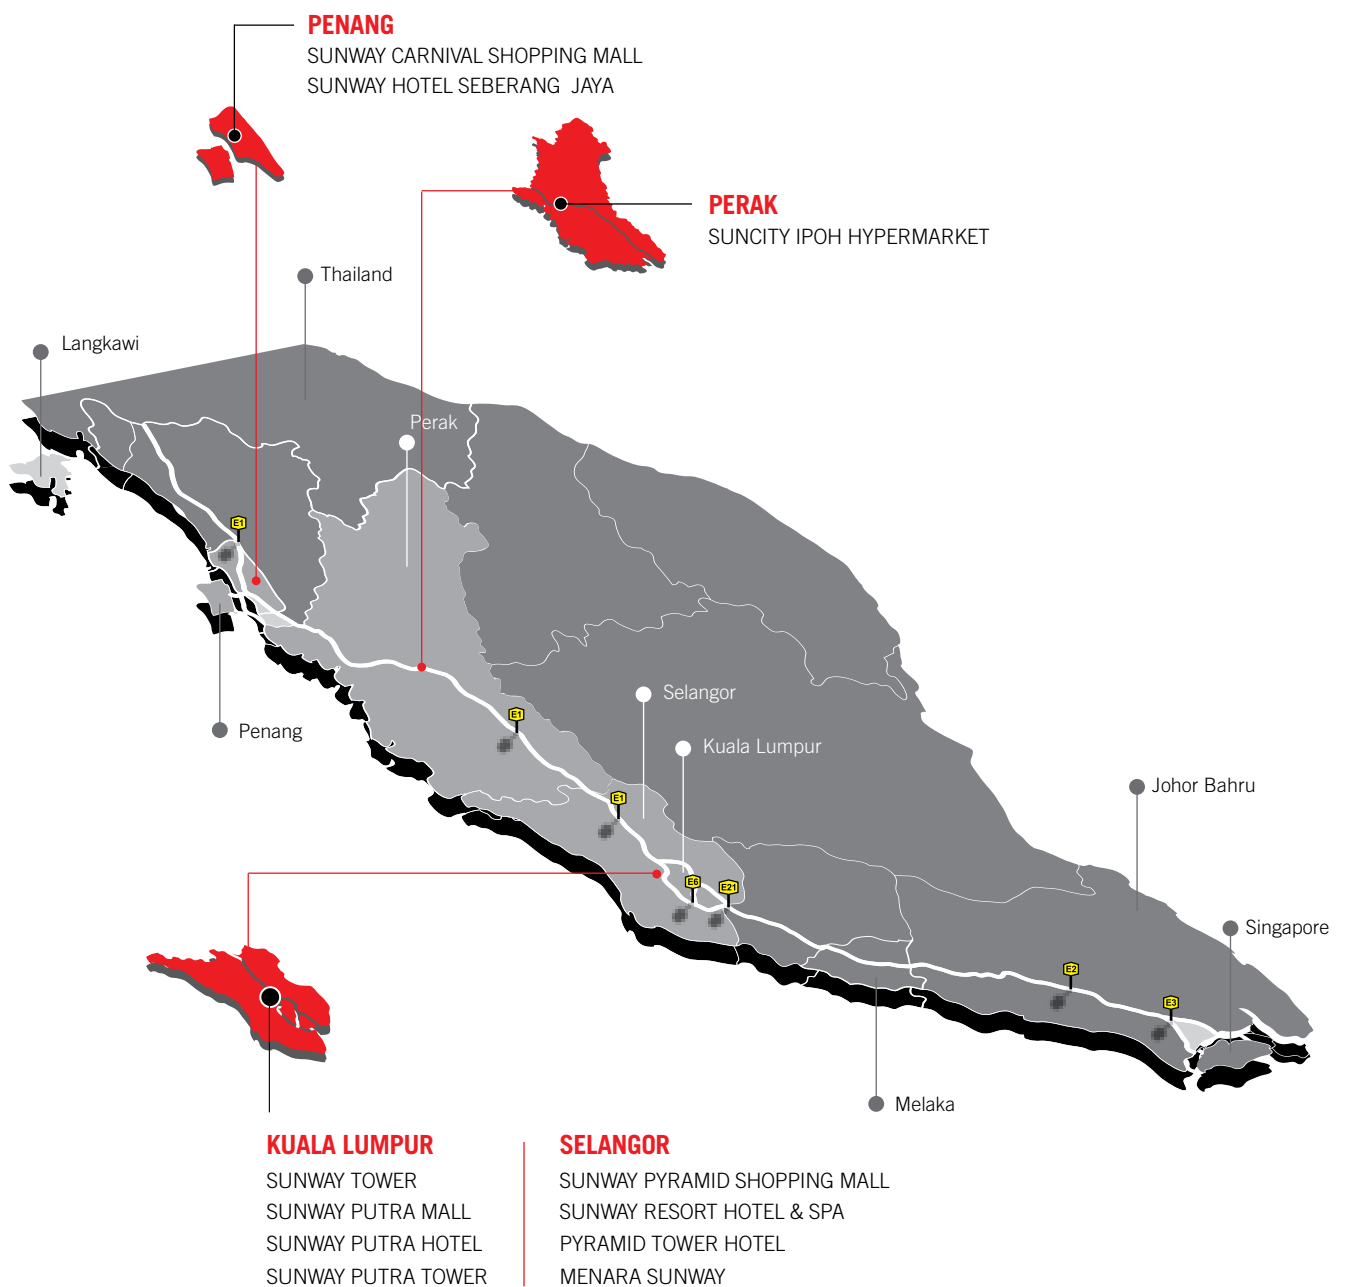 PENANG
SUNWAY CARNIVAL SHOPPING MALL
SUNWAY HOTEL SEBERANG JAYA
PERAK
SUNCITY IPOH HYPERMARKET
Thailand
Langkawi
Perak
E1
Selangor
E1
Penang
Kuala Lumpur
Johor Bahru
E1
E6
E21
Singapore
E2
E3
Melaka
KUALA LUMPUR
SUNWAY TOWER
SUNWAY PUTRA MALL
SUNWAY PUTRA HOTEL
SUNWAY PUTRA TOWER
SELANGOR
SUNWAY PYRAMID SHOPPING MALL
SUNWAY RESORT HOTEL & SPA
PYRAMID TOWER HOTEL
MENARA SUNWAY